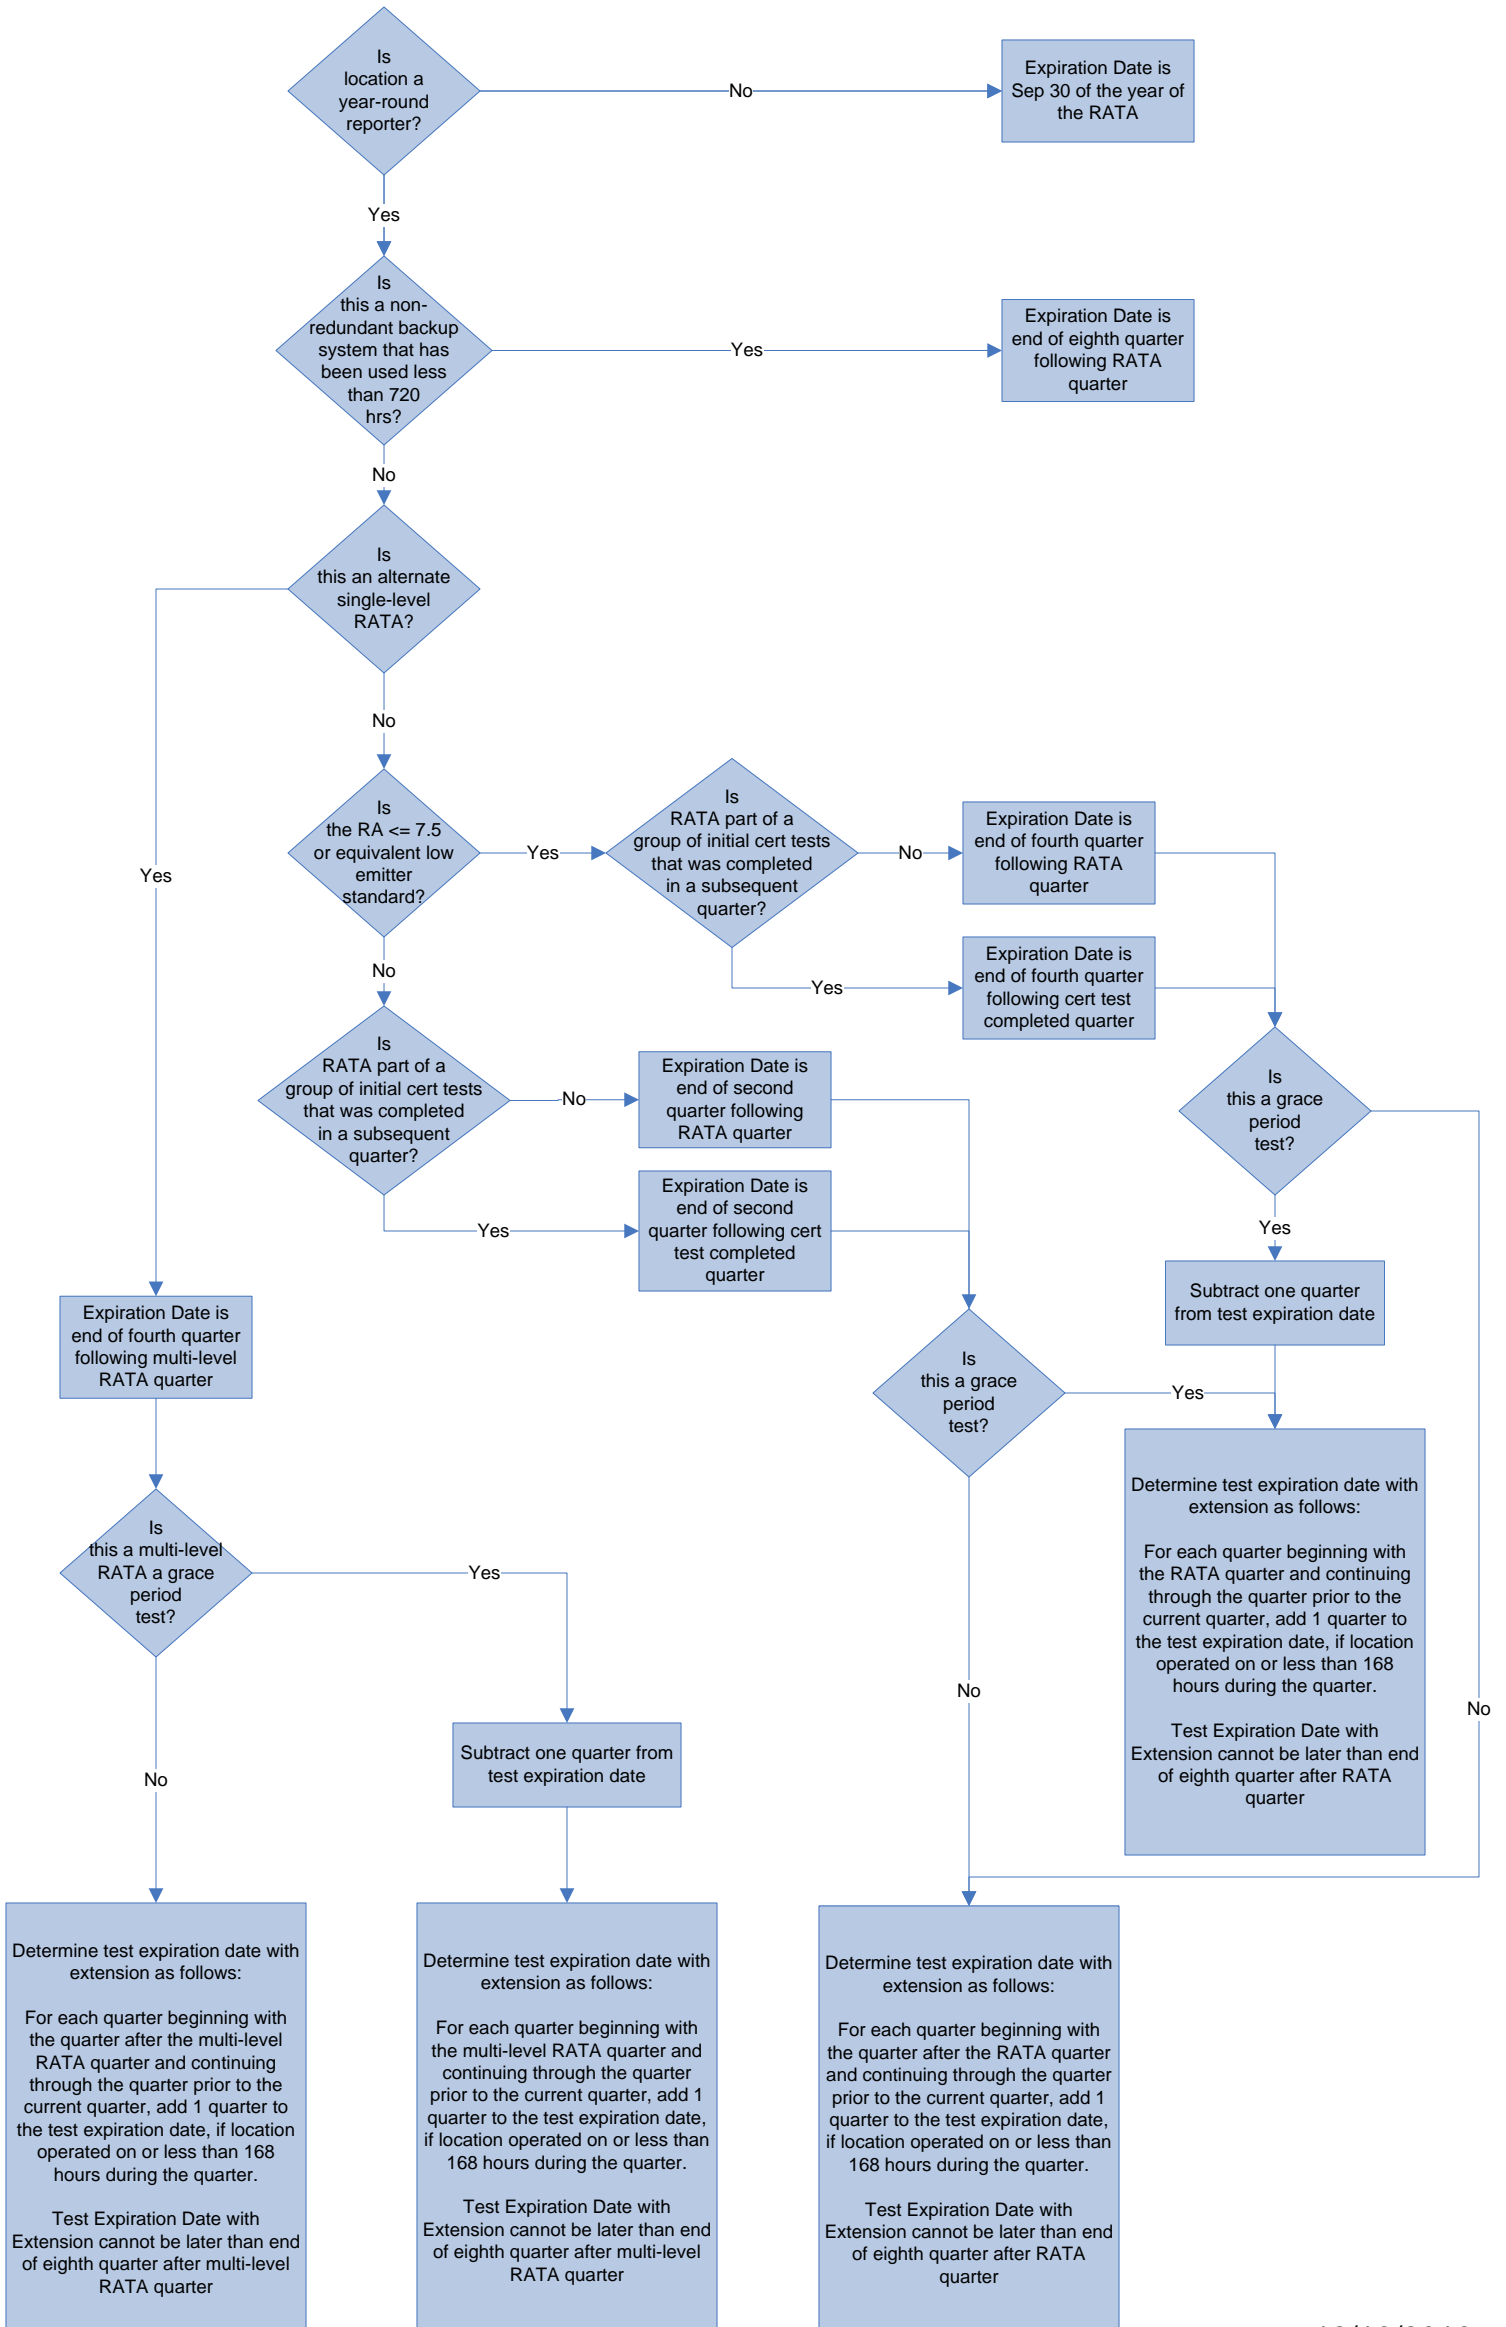 Is
location a
year-round
reporter?
No
Expiration Date is
Sep 30 of the year of
the RATA
Yes
Is
this a non-
redundant backup
system that has
been used less
than 720
hrs?
Yes
Expiration Date is
end of eighth quarter
following RATA
quarter
No
Is
this an alternate
single-level
RATA?
Yes
No
Is
the RA <= 7.5
or equivalent low
emitter
standard?
Yes
Is
RATA part of a
group of initial cert tests
that was completed
in a subsequent
quarter?
No
Expiration Date is
end of fourth quarter
following RATA
quarter
Yes
Expiration Date is
end of fourth quarter
following cert test
completed quarter
No
Is
RATA part of a
group of initial cert tests
that was completed
in a subsequent
quarter?
No
Expiration Date is
end of second
quarter following
RATA quarter
Yes
Expiration Date is
end of second
quarter following cert
test completed
quarter
Is
this a grace
period
test?
Yes
No
Subtract one quarter
from test expiration date
Expiration Date is
end of fourth quarter
following multi-level
RATA quarter
Is
this a grace
period
test?
Yes
No
Determine test expiration date with
extension as follows:
For each quarter beginning with
the RATA quarter and continuing
through the quarter prior to the
current quarter, add 1 quarter to
the test expiration date, if location
operated on or less than 168
hours during the quarter.
Test Expiration Date with
Extension cannot be later than end
of eighth quarter after RATA
quarter
Is
this a multi-level
RATA a grace
period
test?
Yes
No
Subtract one quarter from
test expiration date
Determine test expiration date with
extension as follows:
For each quarter beginning with
the quarter after the multi-level
RATA quarter and continuing
through the quarter prior to the
current quarter, add 1 quarter to
the test expiration date, if location
operated on or less than 168
hours during the quarter.
Test Expiration Date with
Extension cannot be later than end
of eighth quarter after multi-level
RATA quarter
Determine test expiration date with
extension as follows:
For each quarter beginning with
the multi-level RATA quarter and
continuing through the quarter
prior to the current quarter, add 1
quarter to the test expiration date,
if location operated on or less than
168 hours during the quarter.
Test Expiration Date with
Extension cannot be later than end
of eighth quarter after multi-level
RATA quarter
Determine test expiration date with
extension as follows:
For each quarter beginning with
the quarter after the RATA quarter
and continuing through the quarter
prior to the current quarter, add 1
quarter to the test expiration date,
if location operated on or less than
168 hours during the quarter.
Test Expiration Date with
Extension cannot be later than end
of eighth quarter after RATA
quarter